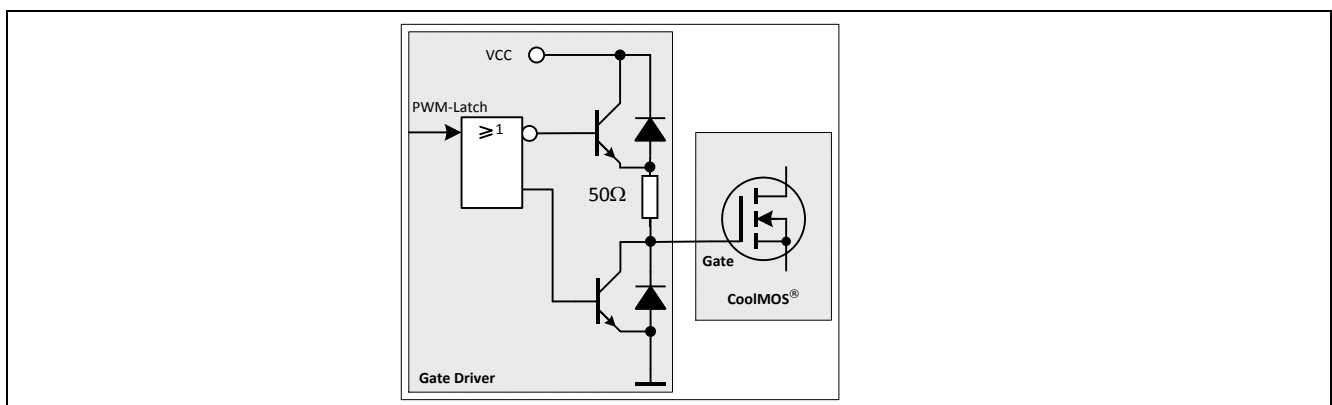 VCC
PWM-Latch
≥1
50Ω
Gate
CoolMOS®
Gate Driver